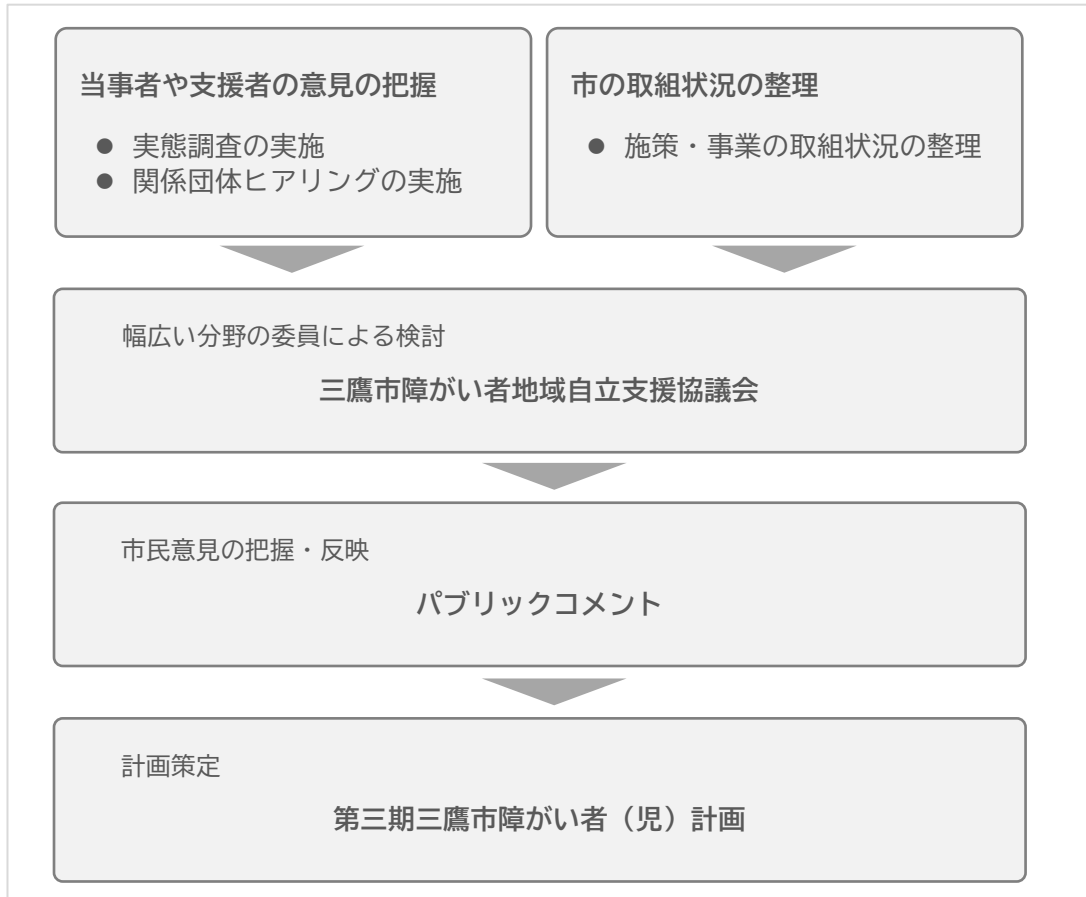 当事者や支援者の意見の把握
● 実態調査の実施
● 関係団体ヒアリングの実施
市の取組状況の整理
● 施策・事業の取組状況の整理
幅広い分野の委員による検討
三鷹市障がい者地域自立支援協議会
市民意見の把握・反映
パブリックコメント
計画策定
第三期三鷹市障がい者（児）計画